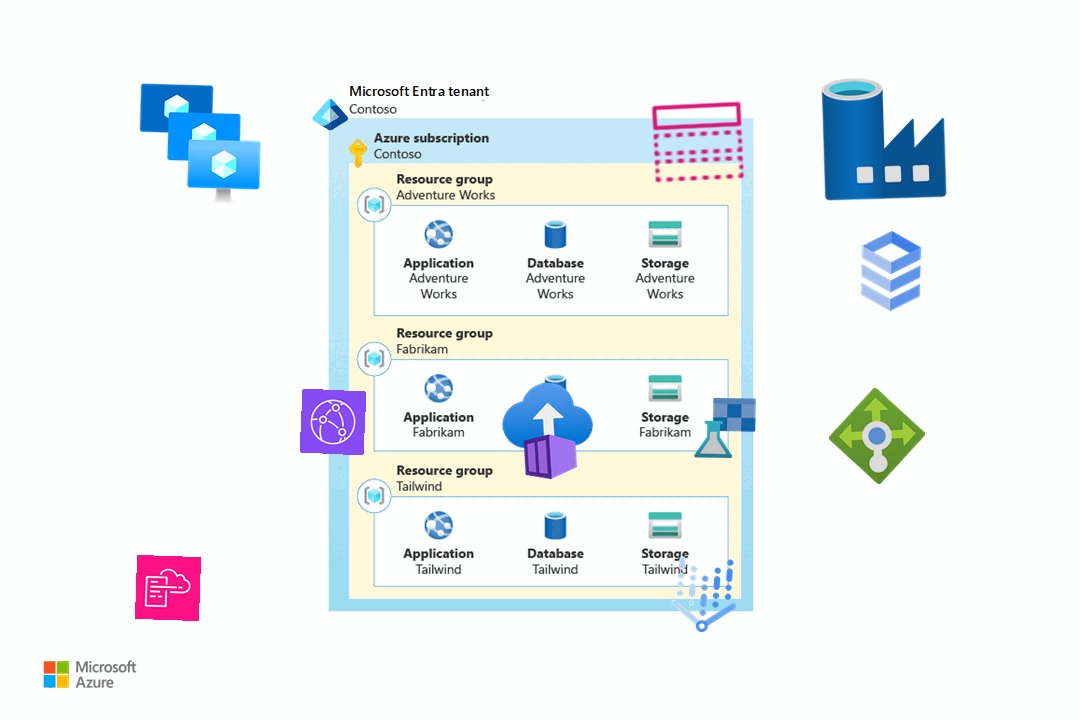 Microsoft Entra tenant
Contoso
Azure subscription
Contoso
Resource group
Adventure Works
Application
Adventure
Works
Database
Adventure
Works
Storage
Adventure
Works
Resource group
Fabrikam
Application
Fabrikam
Storage
Fabrikam
Resource group
Tailwind
Application
Tailwind
Database
Tailwind
Storage
Tailwind
Microsoft
Azure